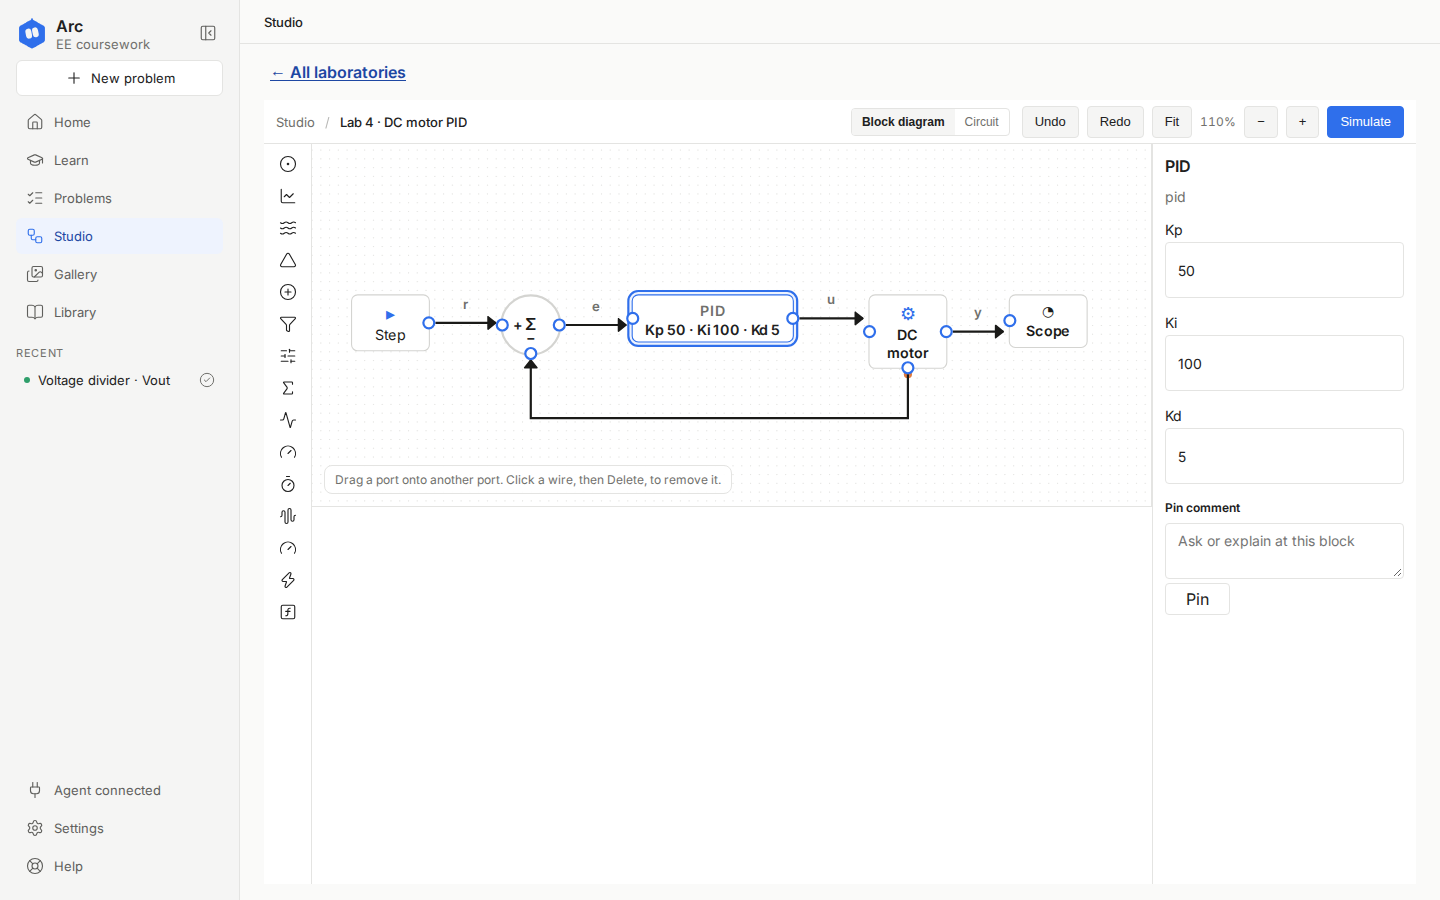 Arc
EE coursework
New problem
Home
Learn
Problems
Studio
Gallery
Library
RECENT
Voltage divider · Vout
Agent connected
Settings
Help
Studio
← All laboratories
Studio / Lab 4 · DC motor PID
Block diagram Circuit Undo Redo Fit 110% − + Simulate
Step
r
+ Σ
−
e
PID
Kp 50 · Ki 100 · Kd 5
u
DC
motor
y
Scope
Drag a port onto another port. Click a wire, then Delete, to remove it.
PID
pid
Kp
50
Ki
100
Kd
5
Pin comment
Ask or explain at this block
Pin